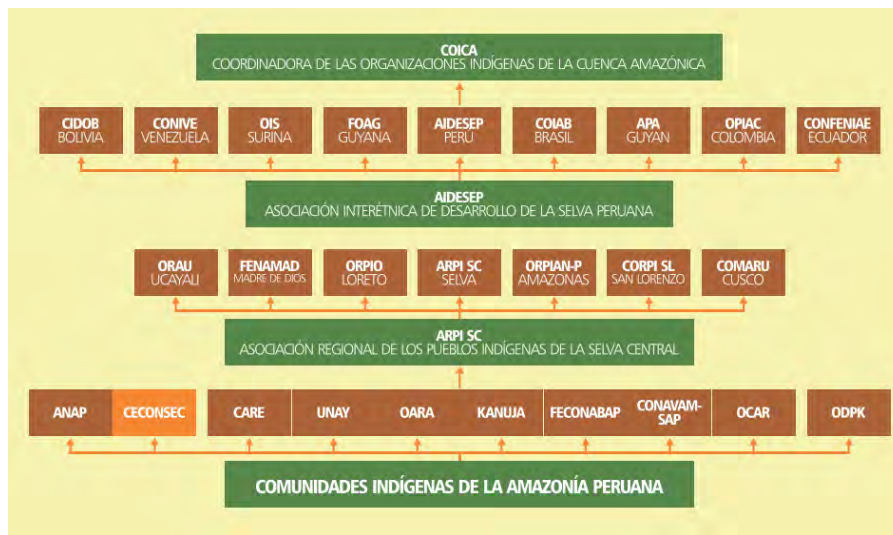 COICA
COORDINADORA DE LAS ORGANIZACIONES INDÍGENAS DE LA CUENCA AMAZÓNICA
CIDOB
BOLIVIA
CONIVE
VENEZUELA
OIS
SURINA
FOAG
GUYANA
AIDESEP
PERU
COIAB
BRASIL
APA
GUYAN
OPIAC
COLOMBIA
CONFENIAE
ECUADOR
AIDESEP
ASOCIACIÓN INTERÉTNICA DE DESARROLLO DE LA SELVA PERUANA
ORAU
UCAYALI
FENAMAD
MADRE DE DIOS
ORPIO
LORETO
ARPI SC
SELVA
ORPIAN-P
AMAZONAS
CORPI SL
SAN LORENZO
COMARU
CUSCO
ARPI SC
ASOCIACIÓN REGIONAL DE LOS PUEBLOS INDÍGENAS DE LA SELVA CENTRAL
ANAP
CECONSEC
CARE
UNAY
OARA
KANUJA
FECONABAP
CONAVAM-
SAP
OCAR
ODPK
COMUNIDADES INDÍGENAS DE LA AMAZONÍA PERUANA